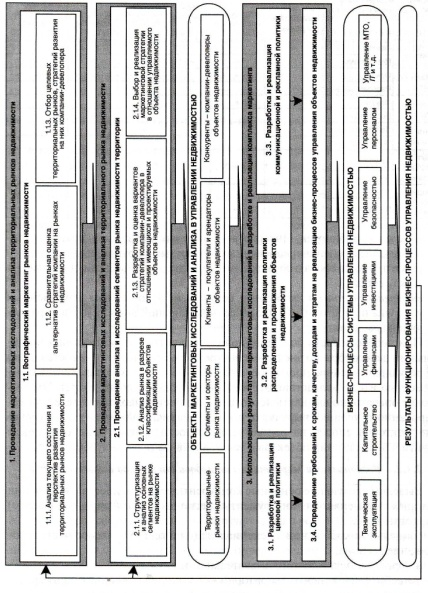 1. Проведение маркетинговых исследований и анализа территориальных рынков недвижимости
1.1. Географический маркетинг рынков недвижимости
1.1.1. Анализ текущего состояния и
перспектив развития
территориальных рынков недвижимости
1.1.2. Сравнительная оценка
альтернатив стратегий компании на рынках
недвижимости
1.1.3. Отбор целевых
территориальных рынков, стратегий развития
на них компании-девелопера
2. Проведение маркетинговых исследований и анализа территориального рынка недвижимости
2.1. Проведение анализа и исследований сегментов рынка недвижимости территории
2.1.1. Структуризация
и анализ основных
сегментов на рынке
недвижимости
2.1.2. Анализ рынка в разрезе
классификации объектов
недвижимости
2.1.3. Разработка и оценка вариантов
стратегий компании-девелопера в
отношении имеющихся и проектируемых
объектов недвижимости
2.1.4. Выбор и реализация
маркетинговой стратегии
в отношении управляемого
объекта недвижимости
ОБЪЕКТЫ МАРКЕТИНГОВЫХ ИССЛЕДОВАНИЙ И АНАЛИЗА В УПРАВЛЕНИИ НЕДВИЖИМОСТЬЮ
Территориальные
рынки недвижимости
Сегменты и секторы
рынка недвижимости
Клиенты – покупатели и арендаторы
объектов недвижимости
Конкуренты – компании-девелоперы
объектов недвижимости
3. Использование результатов маркетинговых исследований в разработке и реализации комплекса маркетинга
3.1. Разработка и реализация
ценовой политики
3.2. Разработка и реализация политики
распределения и продвижения объектов
недвижимости
3.3. Разработка и реализация
коммуникационной и рекламной политики
3.4. Определение требований к срокам, качеству, доходам и затратам на реализацию бизнес-процессов управления объектов недвижимости
БИЗНЕС-ПРОЦЕССЫ СИСТЕМЫ УПРАВЛЕНИЯ НЕДВИЖИМОСТЬЮ
Техническая
эксплуатация
Капитальное
строительство
Управление
финансами
Управление
инвестициями
Управление
безопасностью
Управление
персоналом
Управление МТО,
IT и т.д.
РЕЗУЛЬТАТЫ ФУНКЦИОНИРОВАНИЯ БИЗНЕС-ПРОЦЕССОВ УПРАВЛЕНИЯ НЕДВИЖИМОСТЬЮ